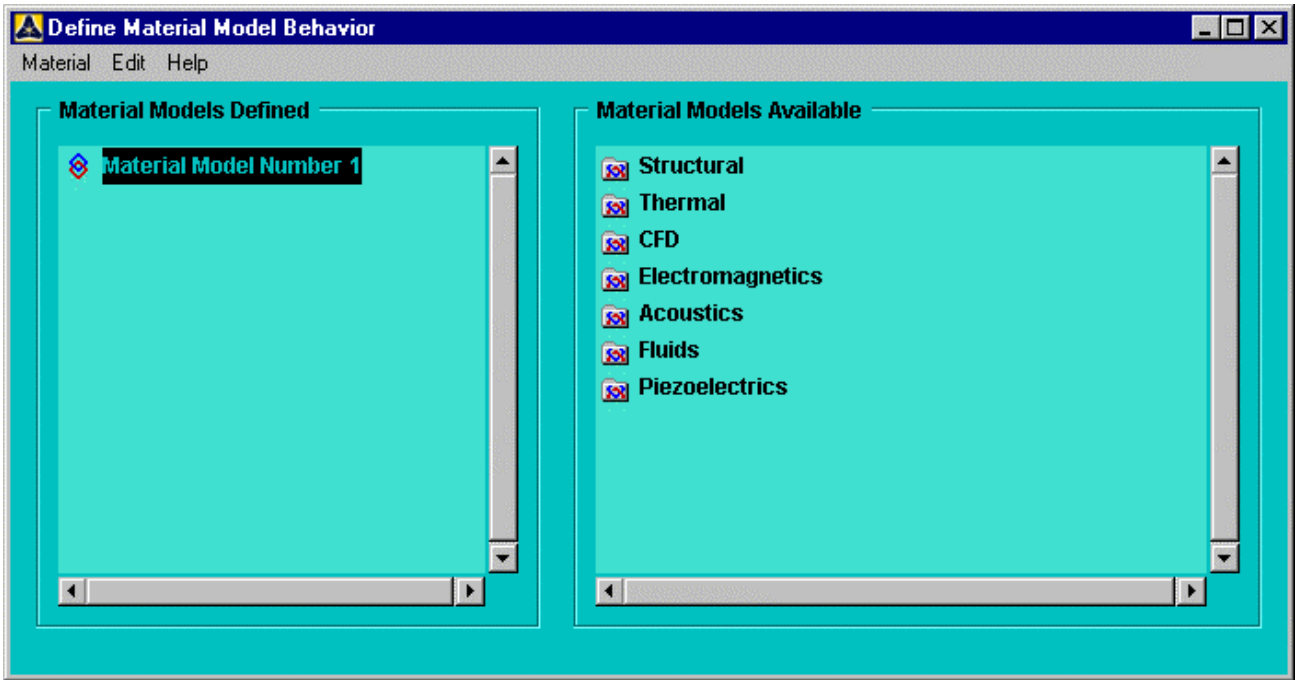 Define Material Model Behavior
Material Edit Help
Material Models Defined
Material Model Number 1
Material Models Available
Structural
Thermal
CFD
Electromagnetics
Acoustics
Fluids
Piezoelectrics